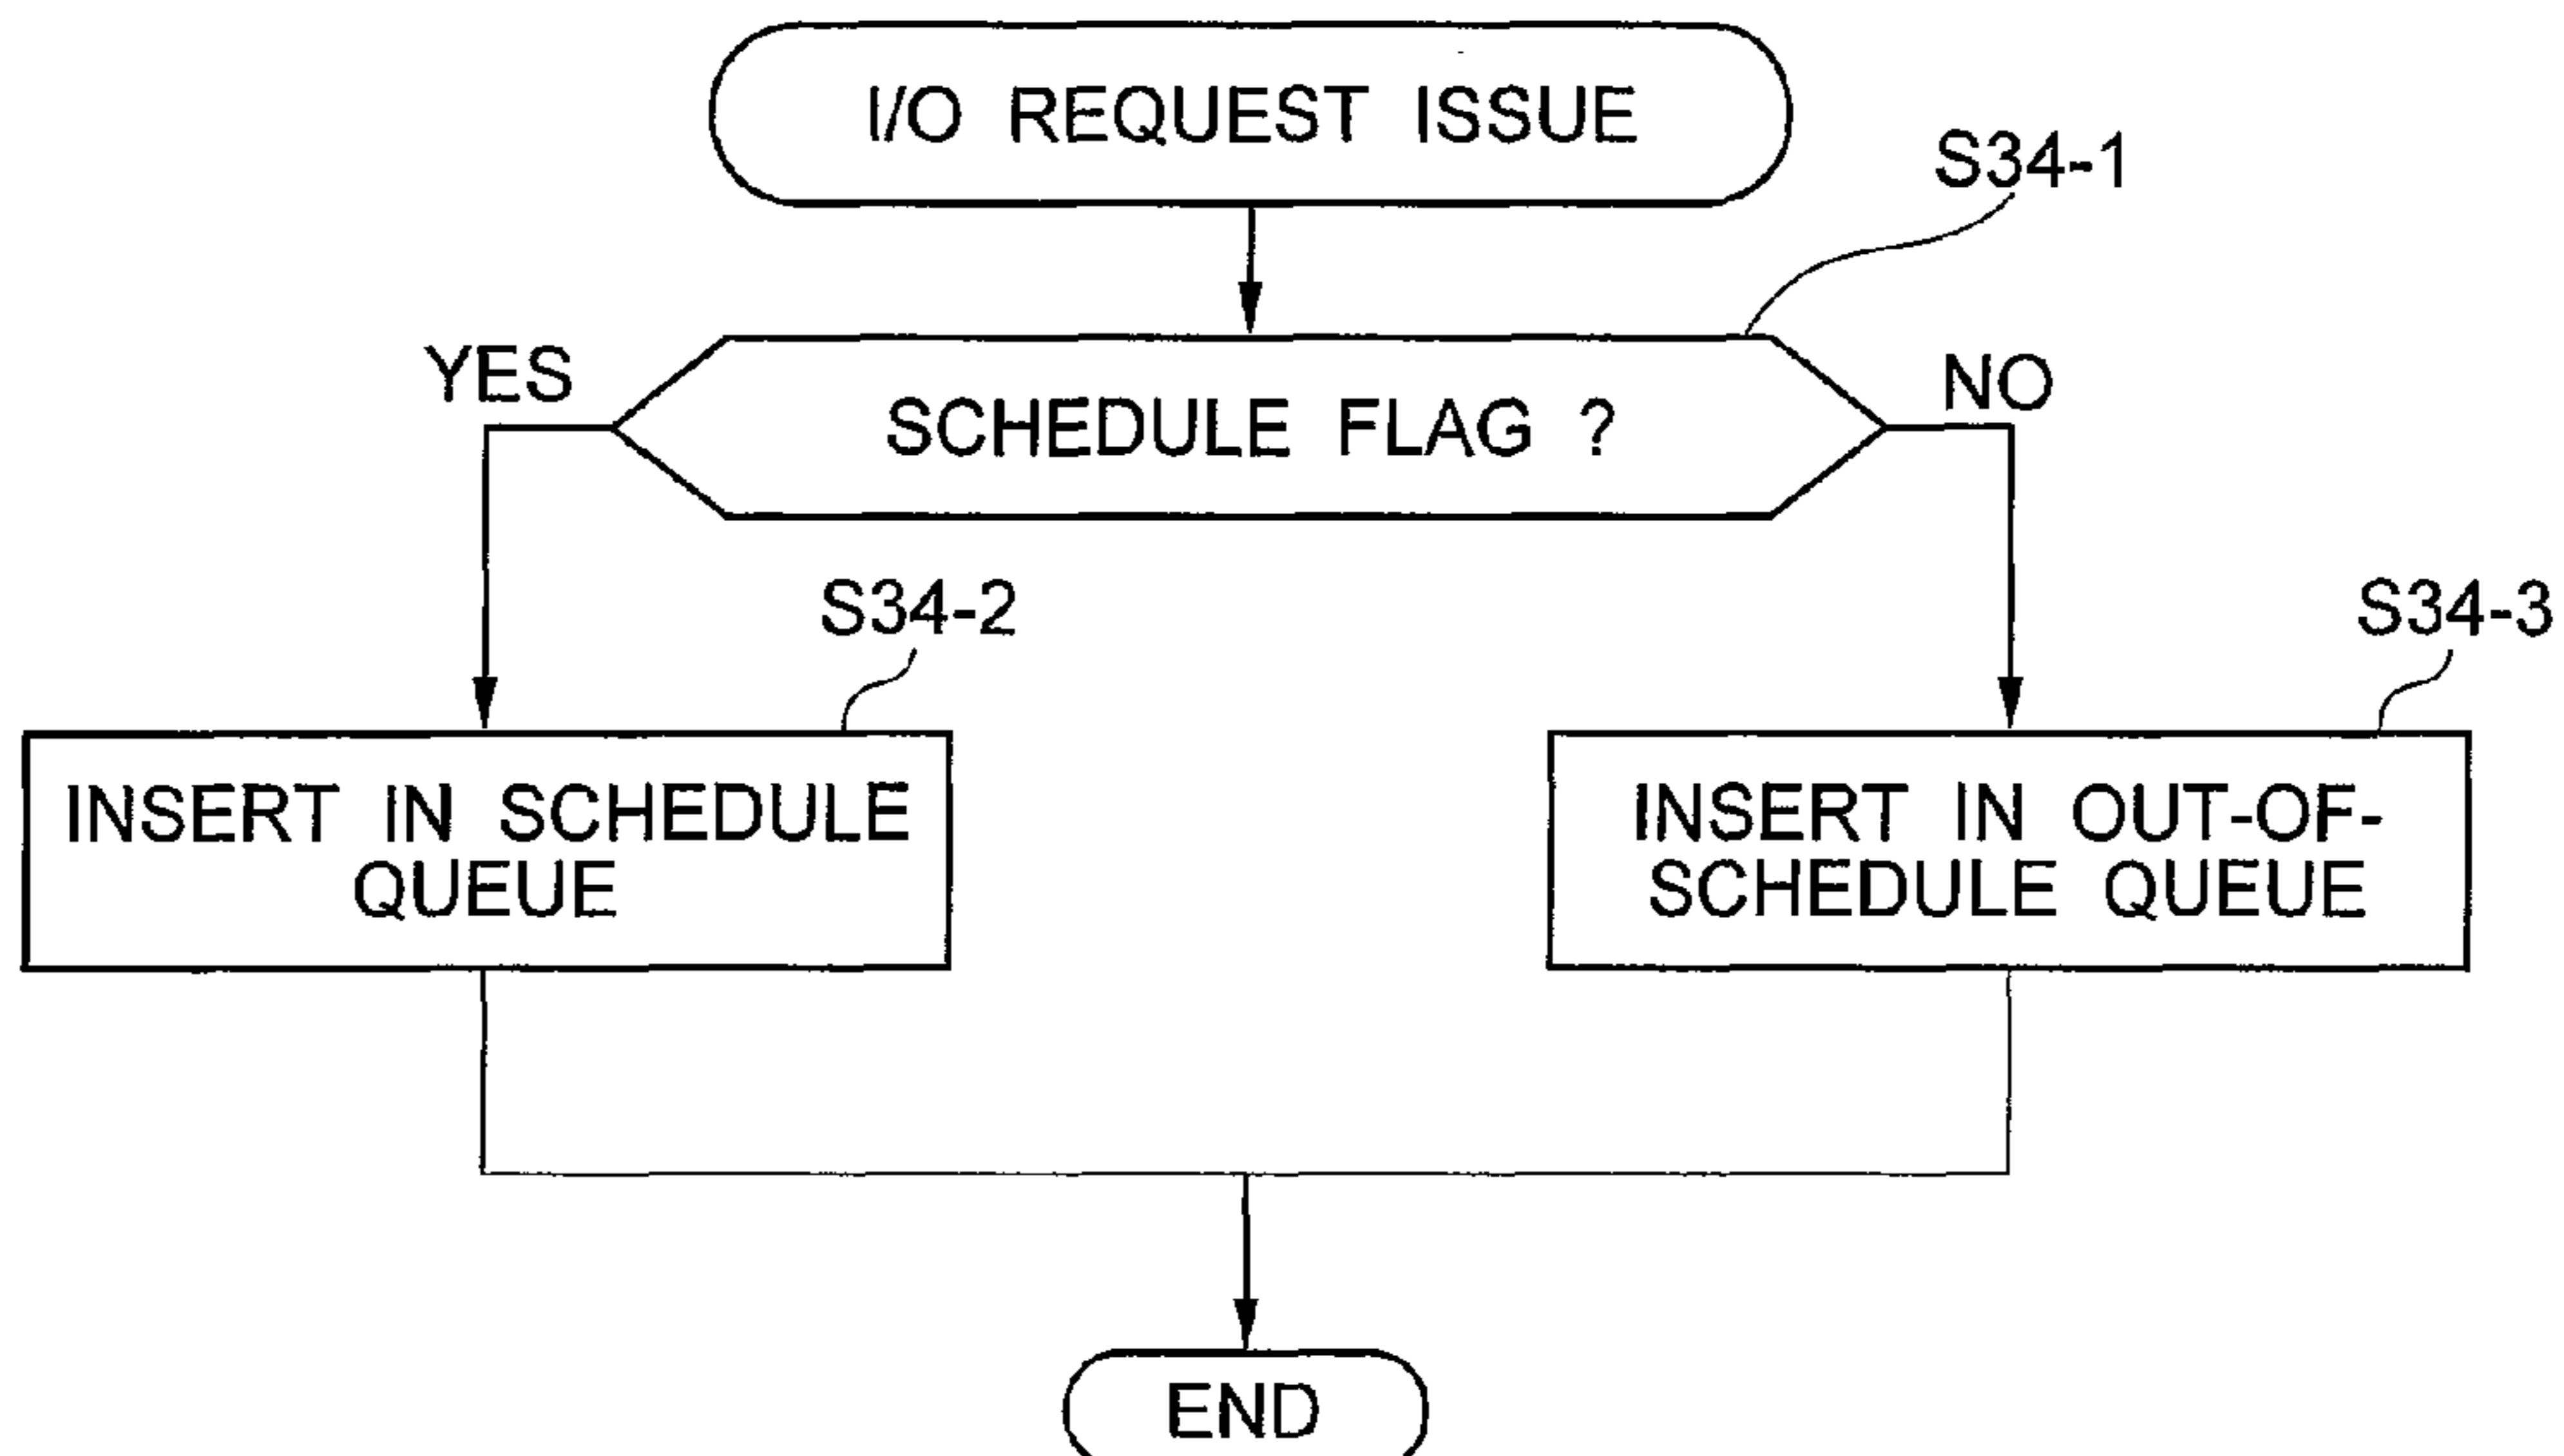 I/O REQUEST ISSUE
S34-1
YES
NO
SCHEDULE FLAG ?
S34-2
S34-3
INSERT IN SCHEDULE
QUEUE
INSERT IN OUT-OF-
SCHEDULE QUEUE
END